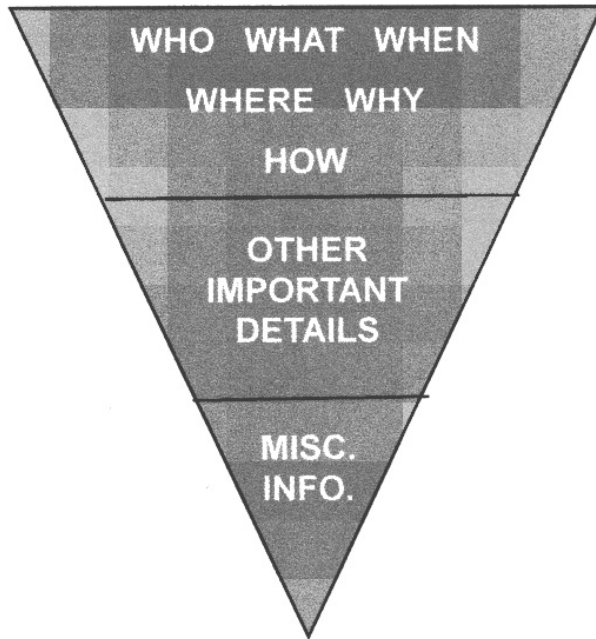 WHO WHAT WHEN
WHERE WHY
HOW
OTHER
IMPORTANT
DETAILS
MISC.
INFO.